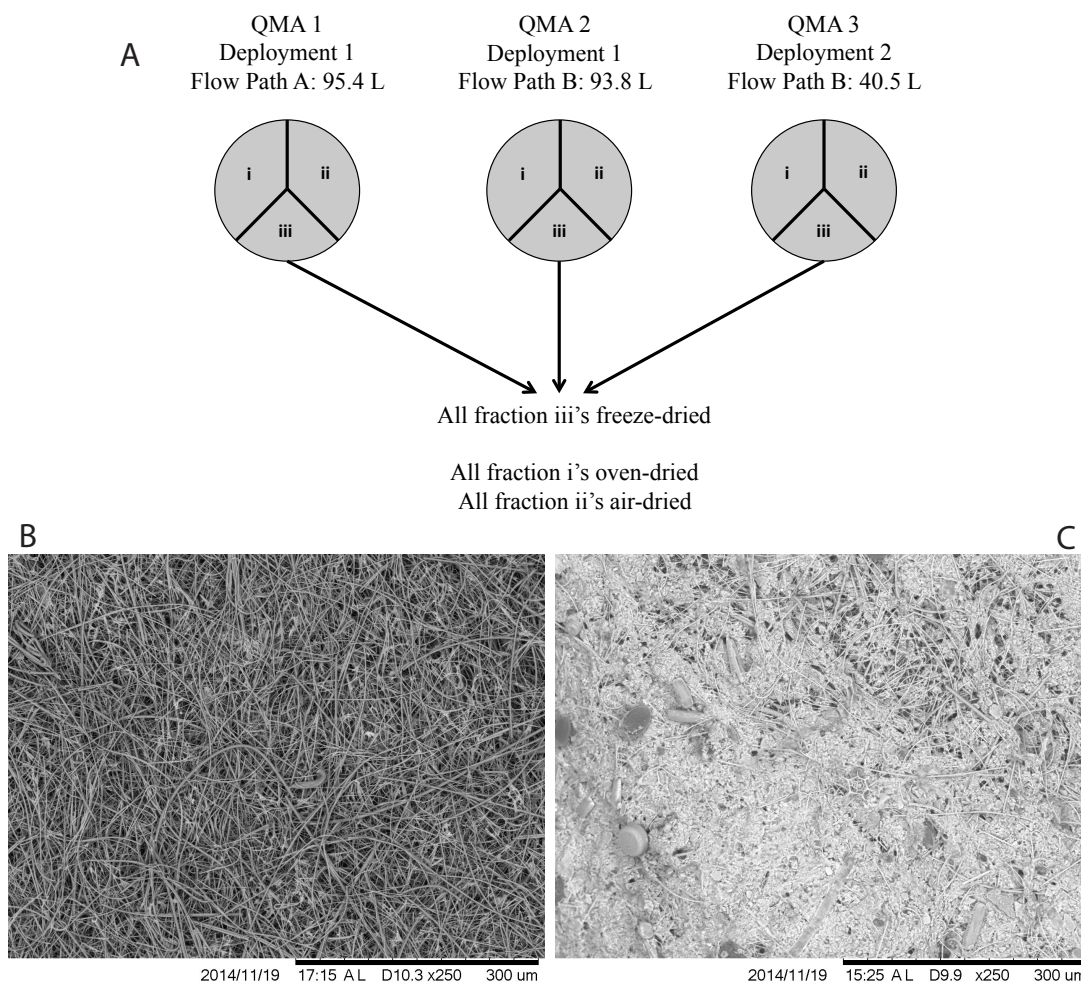 A
QMA 1
Deployment 1
Flow Path A: 95.4 L
QMA 2
Deployment 1
Flow Path B: 93.8 L
QMA 3
Deployment 2
Flow Path B: 40.5 L
i
ii
iii
i
ii
iii
i
ii
iii
All fraction iii's freeze-dried
All fraction i's oven-dried
All fraction ii's air-dried
B
C
2014/11/19 17:15 A L D10.3 x250 300 um
2014/11/19 15:25 A L D9.9 x250 300 um